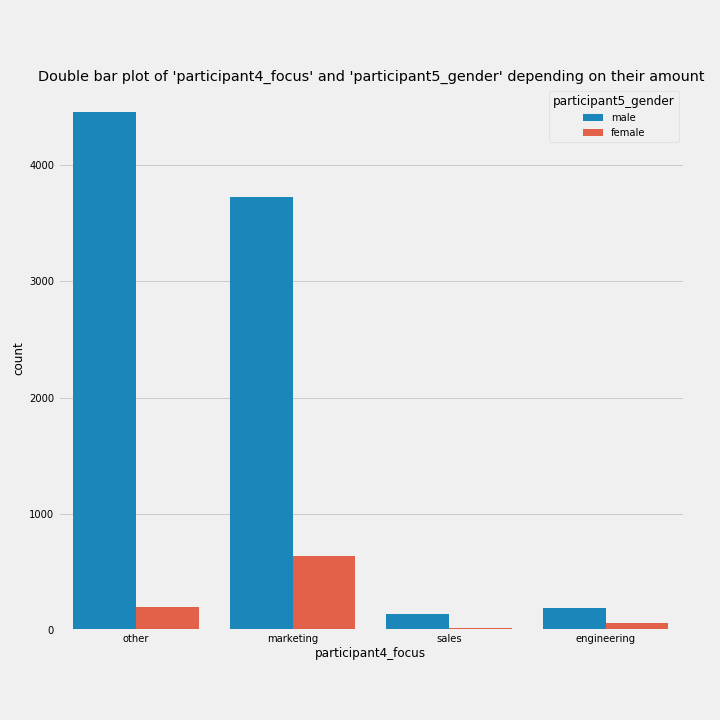 Double bar plot of 'participant4_focus' and 'participant5_gender' depending on their amount
participant5_gender
male
female
4000
3000
2000
1000
0
count
other marketing sales engineering
participant4_focus